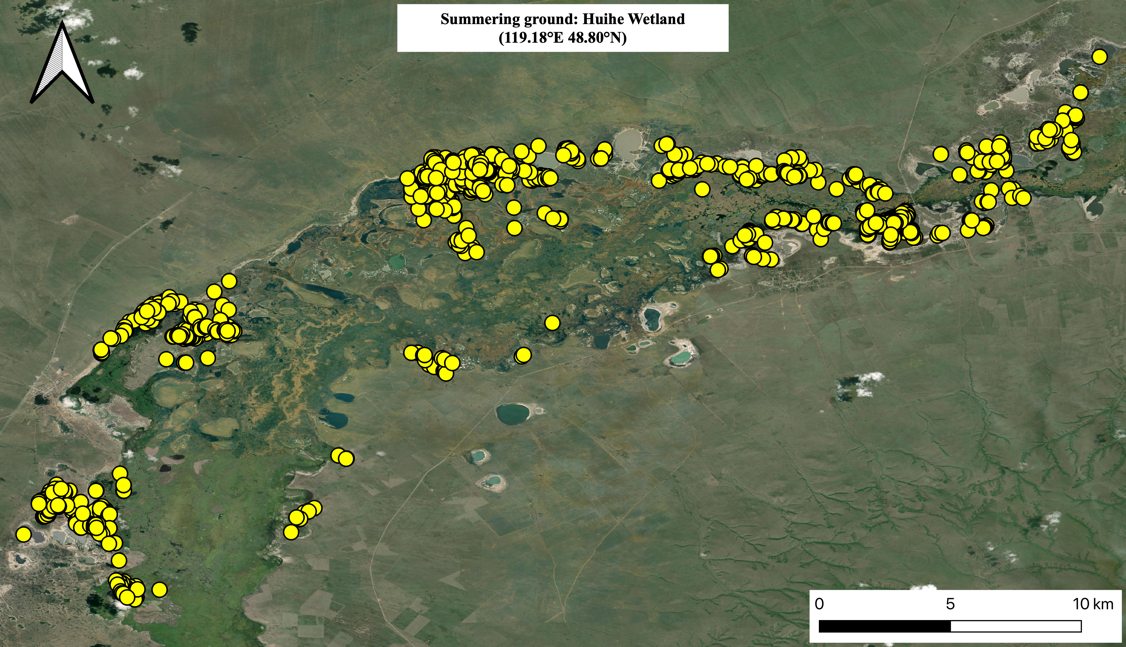 Summering ground: Huihe Wetland
(119.18°E 48.80°N)
0 5 10 km